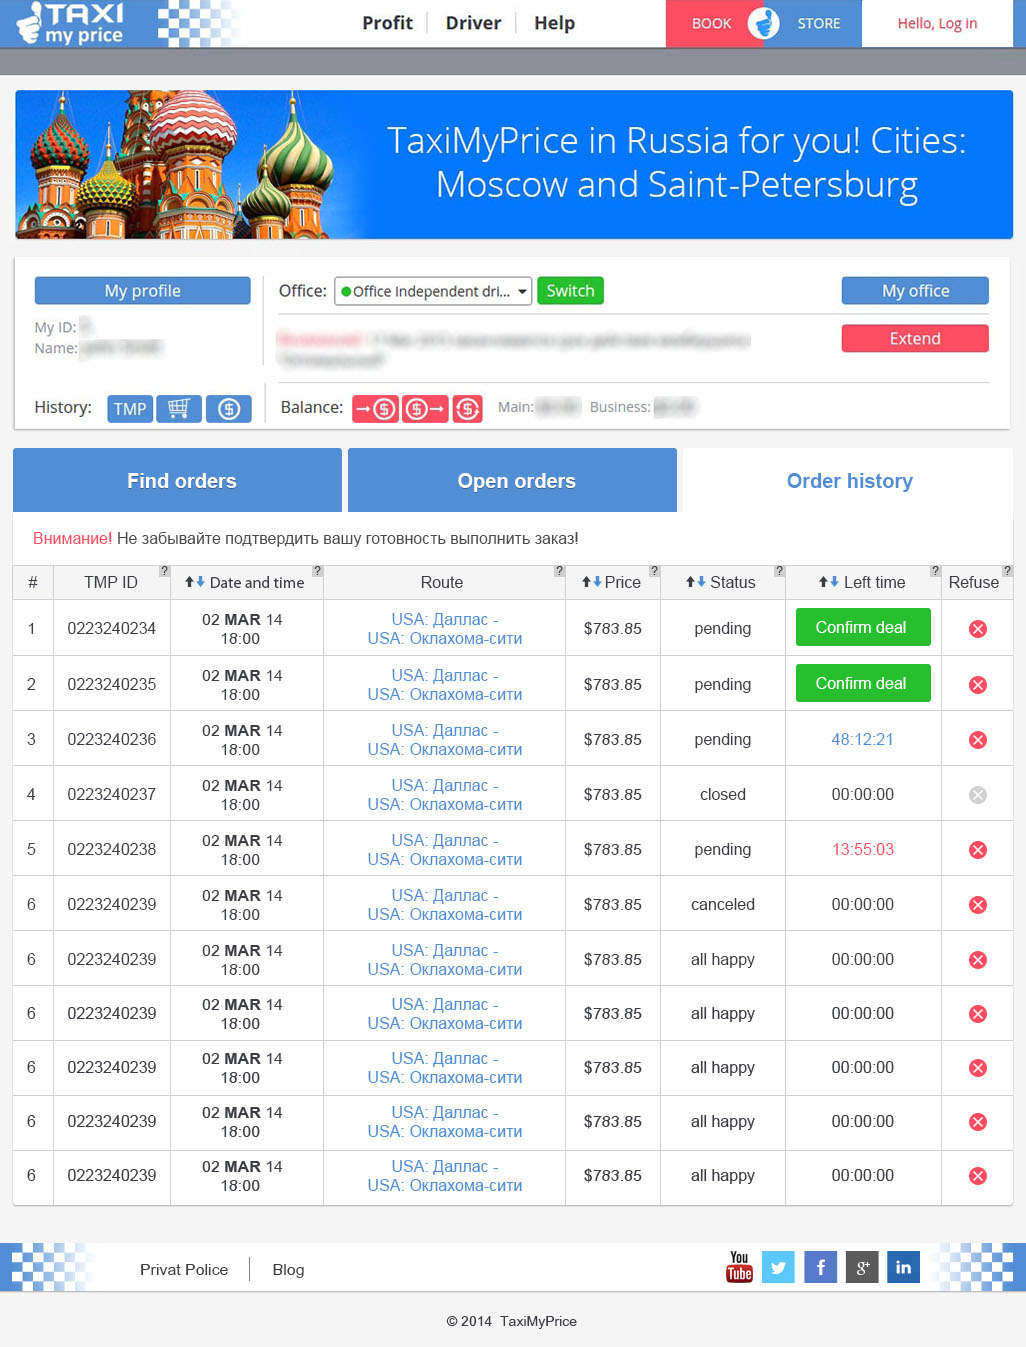 TAXI
my price
Profit
Driver
Help
BOOK
STORE
Hello, Log in
TaxiMyPrice in Russia for you! Cities:
Moscow and Saint-Petersburg
My profile
Office:
Office Independent dri...
Switch
My office
My ID:
Name:
Extend
History:
TMP
Balance:
Main:
Business:
Find orders
Open orders
Order history
Внимание! Не забывайте подтвердить вашу готовность выполнить заказ!
# TMP ID ? Date and time ? Route ? Price ? Status ? Left time ? Refuse ?
1 0223240234 02 MAR 14 18:00 USA: Даллас - USA: Оклахома-сити $783.85 pending Confirm deal
2 0223240235 02 MAR 14 18:00 USA: Даллас - USA: Оклахома-сити $783.85 pending Confirm deal
3 0223240236 02 MAR 14 18:00 USA: Даллас - USA: Оклахома-сити $783.85 pending 48:12:21
4 0223240237 02 MAR 14 18:00 USA: Даллас - USA: Оклахома-сити $783.85 closed 00:00:00
5 0223240238 02 MAR 14 18:00 USA: Даллас - USA: Оклахома-сити $783.85 pending 13:55:03
6 0223240239 02 MAR 14 18:00 USA: Даллас - USA: Оклахома-сити $783.85 canceled 00:00:00
6 0223240239 02 MAR 14 18:00 USA: Даллас - USA: Оклахома-сити $783.85 all happy 00:00:00
6 0223240239 02 MAR 14 18:00 USA: Даллас - USA: Оклахома-сити $783.85 all happy 00:00:00
6 0223240239 02 MAR 14 18:00 USA: Даллас - USA: Оклахома-сити $783.85 all happy 00:00:00
6 0223240239 02 MAR 14 18:00 USA: Даллас - USA: Оклахома-сити $783.85 all happy 00:00:00
6 0223240239 02 MAR 14 18:00 USA: Даллас - USA: Оклахома-сити $783.85 all happy 00:00:00
Privat Police
Blog
You
Tube
f
g+
in
© 2014 TaxiMyPrice